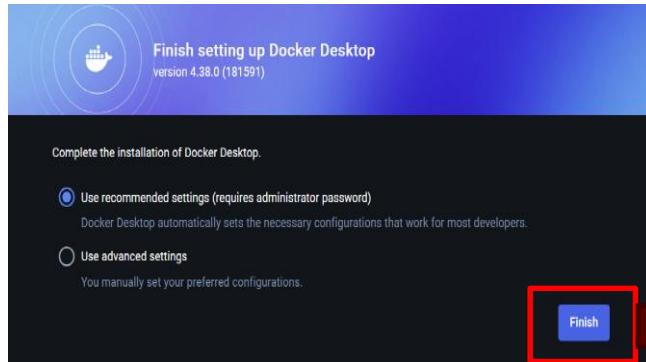 Finish setting up Docker Desktop
version 4.38.0 (181591)
Complete the installation of Docker Desktop.
Use recommended settings (requires administrator password)
Docker Desktop automatically sets the necessary configurations that work for most developers.
Use advanced settings
You manually set your preferred configurations.
Finish